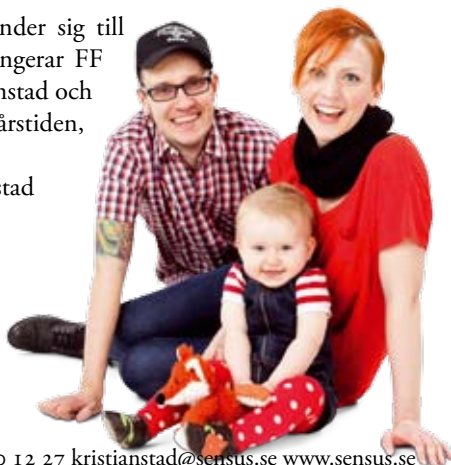 nder sig till
ngerar FF
nstad och
årstiden,
stad
12 27 kristianstad@sensus.se www.sensus.se